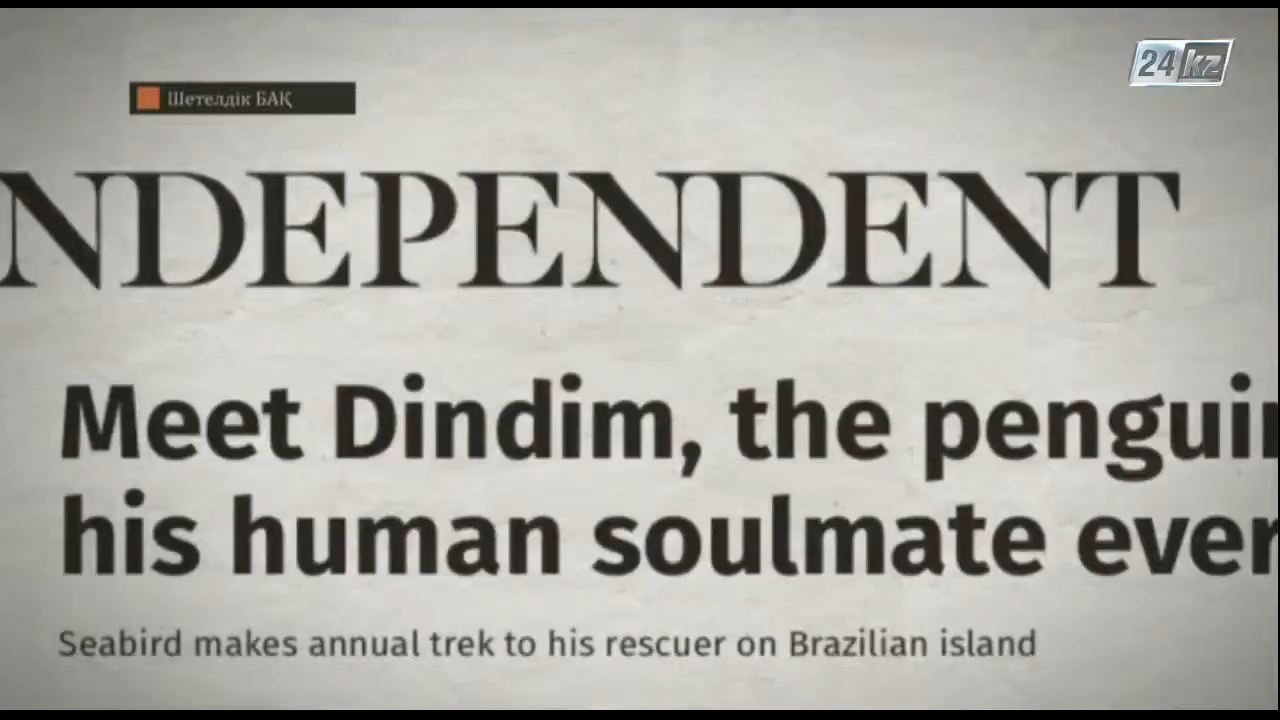 24 kz
Шетелдік БАҚ
NDEPENDENT
Meet Dindim, the pengui
his human soulmate ever
Seabird makes annual trek to his rescuer on Brazilian island